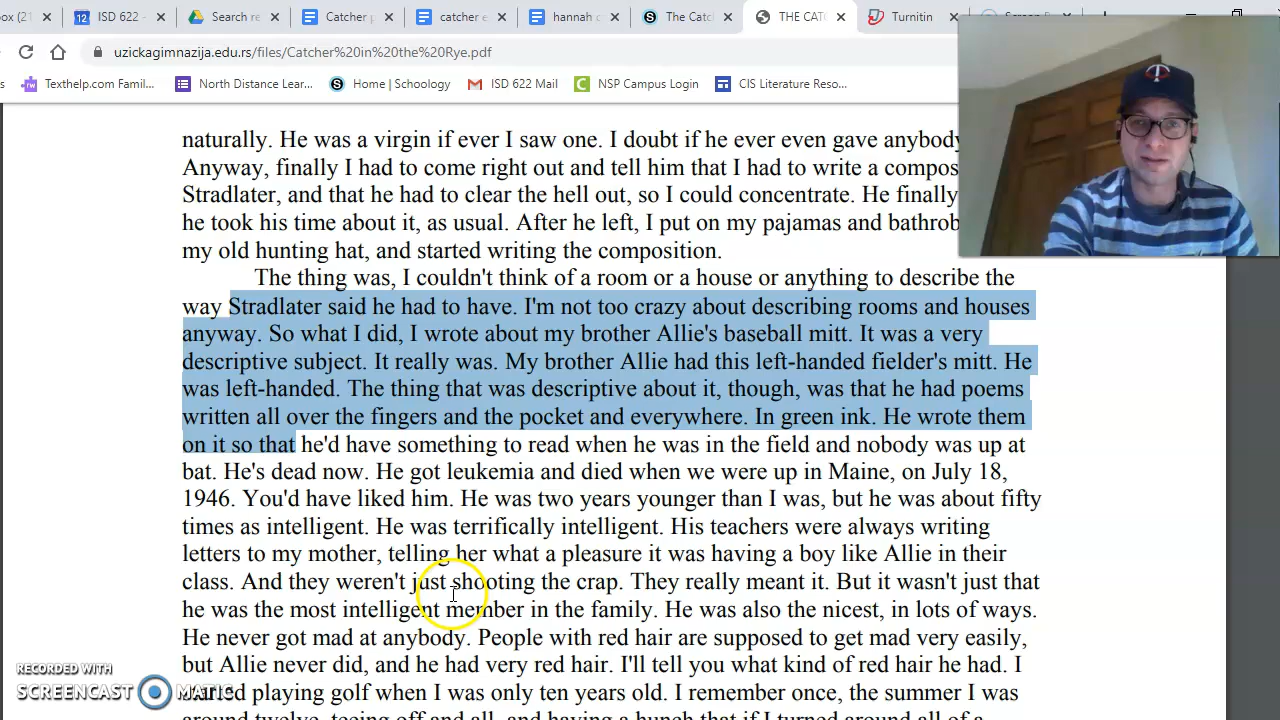 ox (21
ISD 622 -
Search re
Catcher p
catcher e
hannah c
The Catch
THE CATC
Turnitin
uzickagimnazija.edu.rs/files/Catcher%20in%20the%20Rye.pdf
Texthelp.com Famil...
North Distance Lear...
Home | Schoology
ISD 622 Mail
NSP Campus Login
CIS Literature Reso...
naturally. He was a virgin if ever I saw one. I doubt if he ever even gave anybody
Anyway, finally I had to come right out and tell him that I had to write a compos
Stradlater, and that he had to clear the hell out, so I could concentrate. He finally
he took his time about it, as usual. After he left, I put on my pajamas and bathrob
my old hunting hat, and started writing the composition.
The thing was, I couldn't think of a room or a house or anything to describe the
way Stradlater said he had to have. I'm not too crazy about describing rooms and houses
anyway. So what I did, I wrote about my brother Allie's baseball mitt. It was a very
descriptive subject. It really was. My brother Allie had this left-handed fielder's mitt. He
was left-handed. The thing that was descriptive about it, though, was that he had poems
written all over the fingers and the pocket and everywhere. In green ink. He wrote them
on it so that he'd have something to read when he was in the field and nobody was up at
bat. He's dead now. He got leukemia and died when we were up in Maine, on July 18,
1946. You'd have liked him. He was two years younger than I was, but he was about fifty
times as intelligent. He was terrifically intelligent. His teachers were always writing
letters to my mother, telling her what a pleasure it was having a boy like Allie in their
class. And they weren't just shooting the crap. They really meant it. But it wasn't just that
he was the most intelligent member in the family. He was also the nicest, in lots of ways.
He never got mad at anybody. People with red hair are supposed to get mad very easily,
but Allie never did, and he had very red hair. I'll tell you what kind of red hair he had. I
started playing golf when I was only ten years old. I remember once, the summer I was
around twelve, teeing off and all, and having a hunch that if I turned around all of a
RECORDED WITH
SCREENCAST MATIC